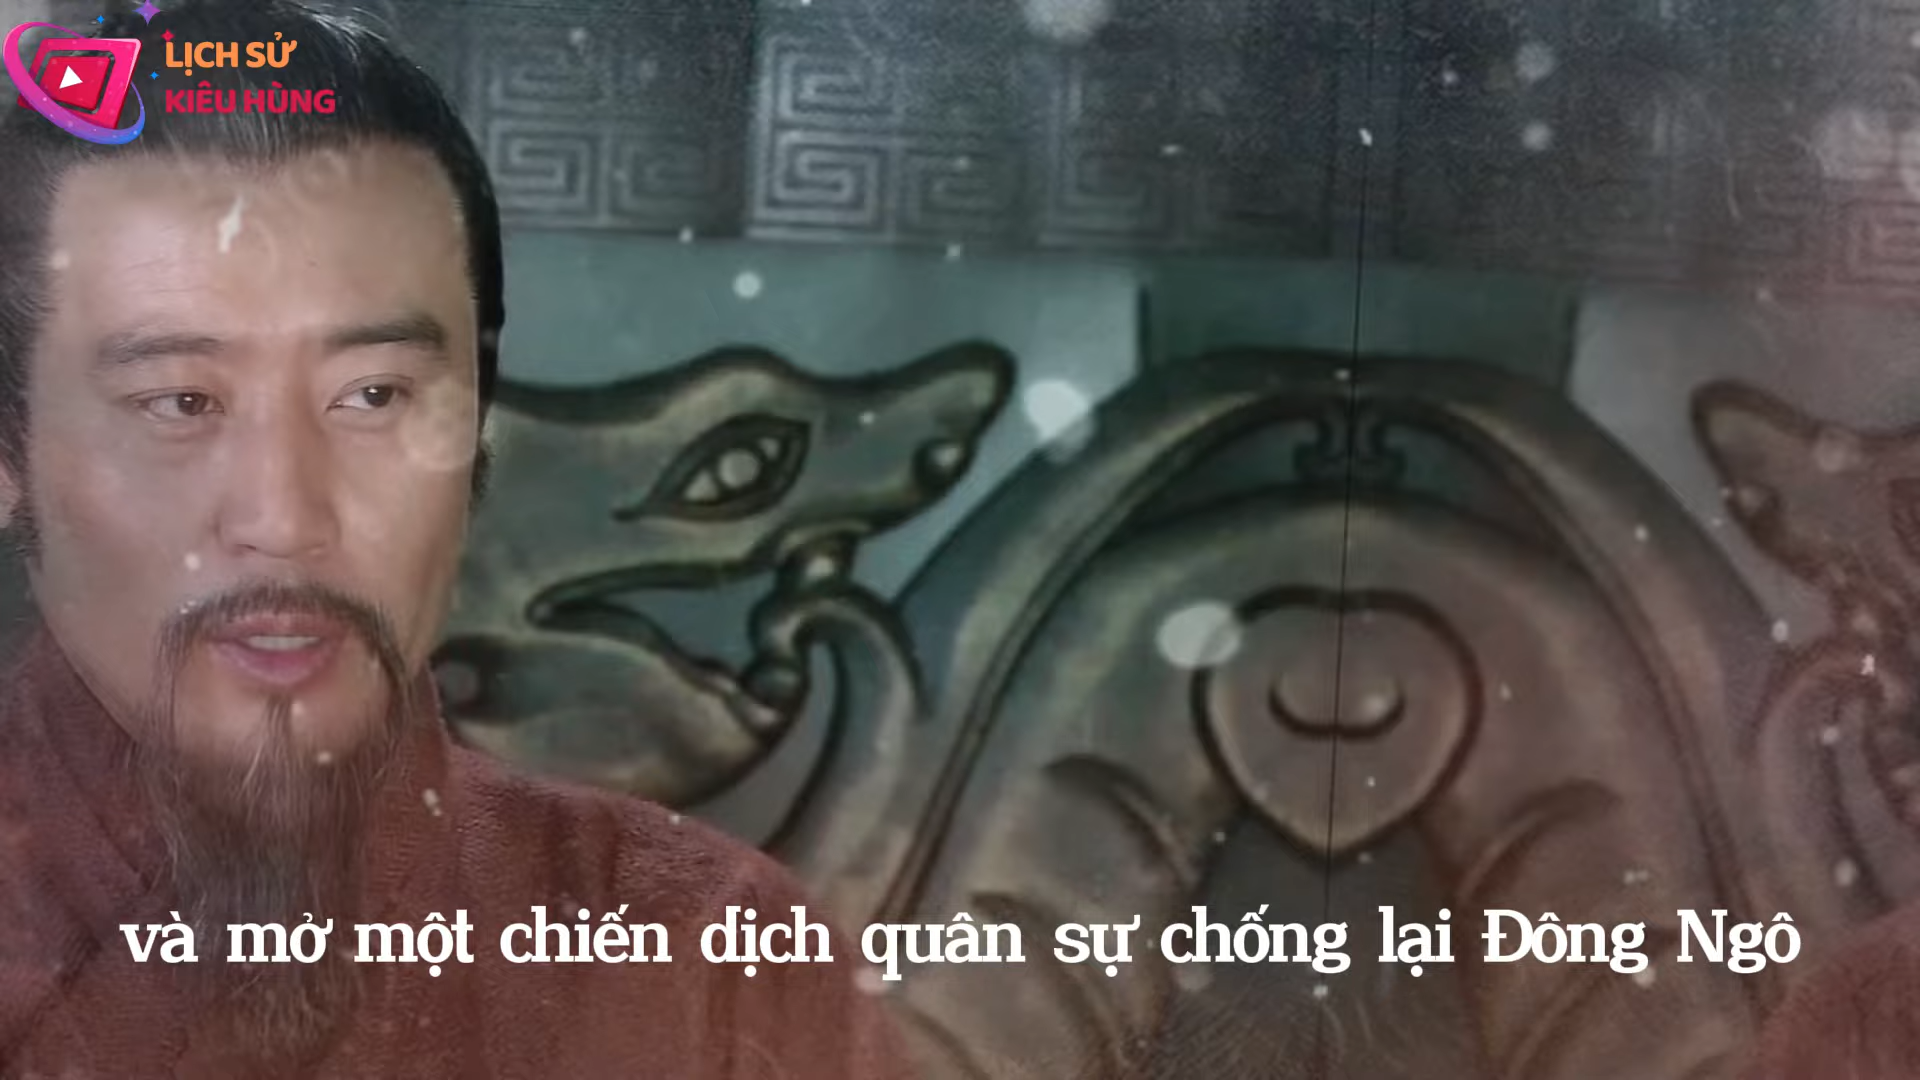 LỊCH SỬ
KIÊU HÙNG
và mở một chiến dịch quân sự chống lại Đông Ngô